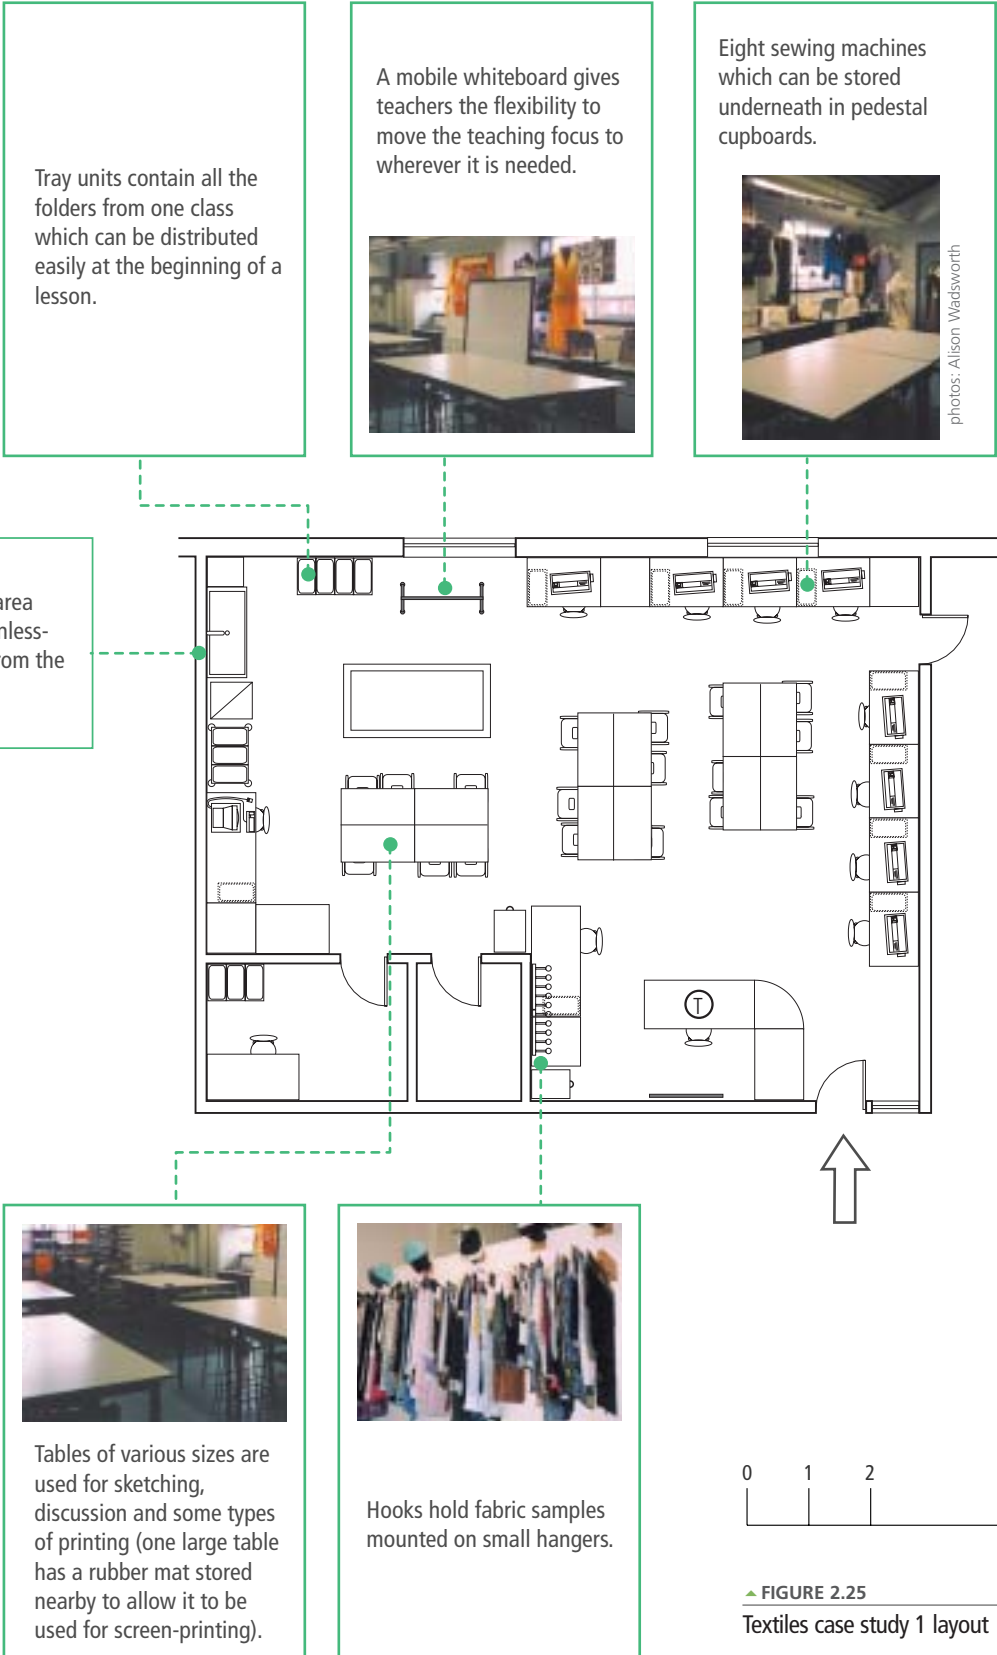 Tray units contain all the
folders from one class
which can be distributed
easily at the beginning of a
lesson.
A mobile whiteboard gives
teachers the flexibility to
move the teaching focus to
wherever it is needed.
Eight sewing machines
which can be stored
underneath in pedestal
cupboards.
photos: Alison Wadsworth
area
nless-
rom the
T
Tables of various sizes are
used for sketching,
discussion and some types
of printing (one large table
has a rubber mat stored
nearby to allow it to be
used for screen-printing).
Hooks hold fabric samples
mounted on small hangers.
0 1 2
FIGURE 2.25
Textiles case study 1 layout